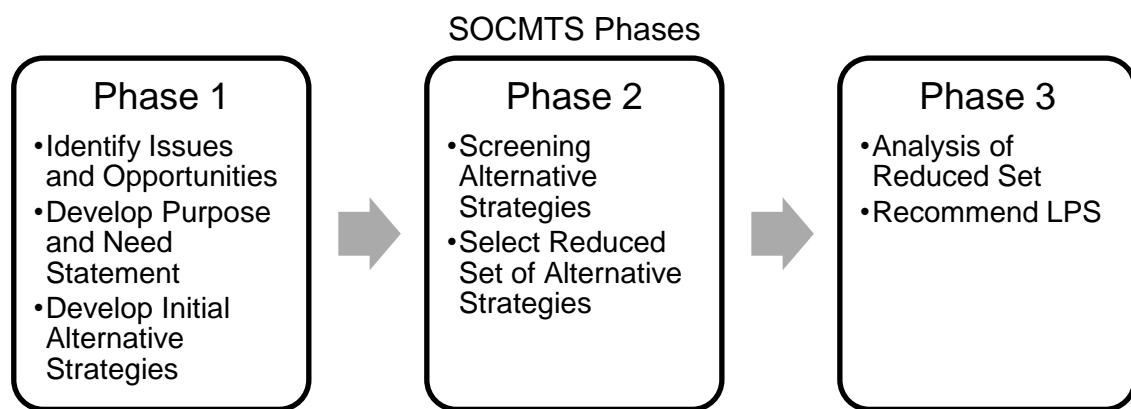 SOCMTS Phases
Phase 1
•Identify Issues
and Opportunities
•Develop Purpose
and Need
Statement
•Develop Initial
Alternative
Strategies
Phase 2
•Screening
Alternative
Strategies
•Select Reduced
Set of Alternative
Strategies
Phase 3
•Analysis of
Reduced Set
•Recommend LPS